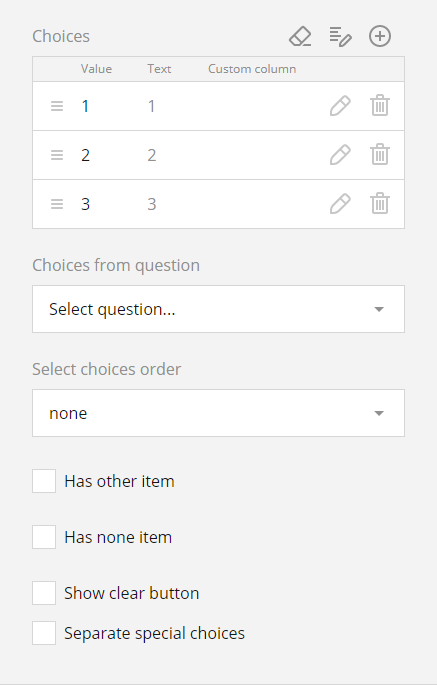 Choices
Value Text Custom column
1 1
2 2
3 3
Choices from question
Select question...
Select choices order
none
Has other item
Has none item
Show clear button
Separate special choices